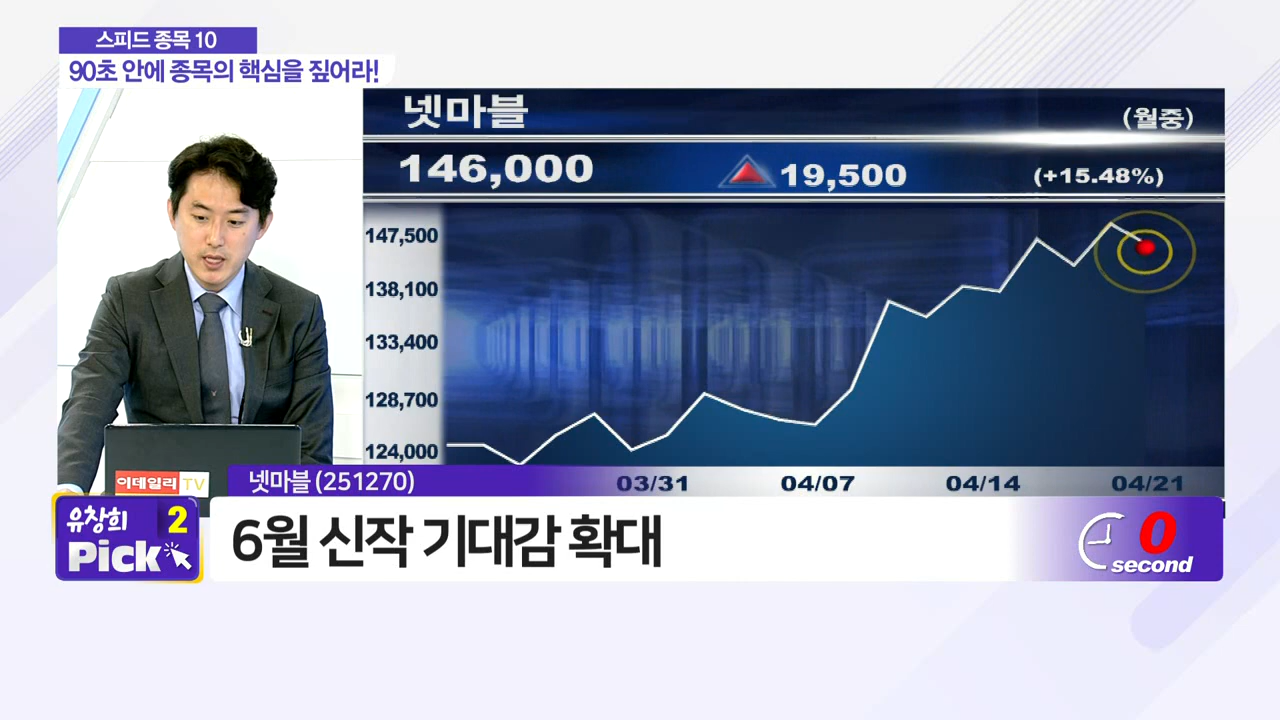 스피드 종목 10
90초 안에 종목의 핵심을 짚어라!
넷마블
(월중)
146,000
19,500
(+15.48%)
147,500
138,100
133,400
128,700
124,000
03/31
04/07
04/14
04/21
이데일리 TV
넷마블 (251270)
유창희 2
Pick
6월 신작 기대감 확대
0
second